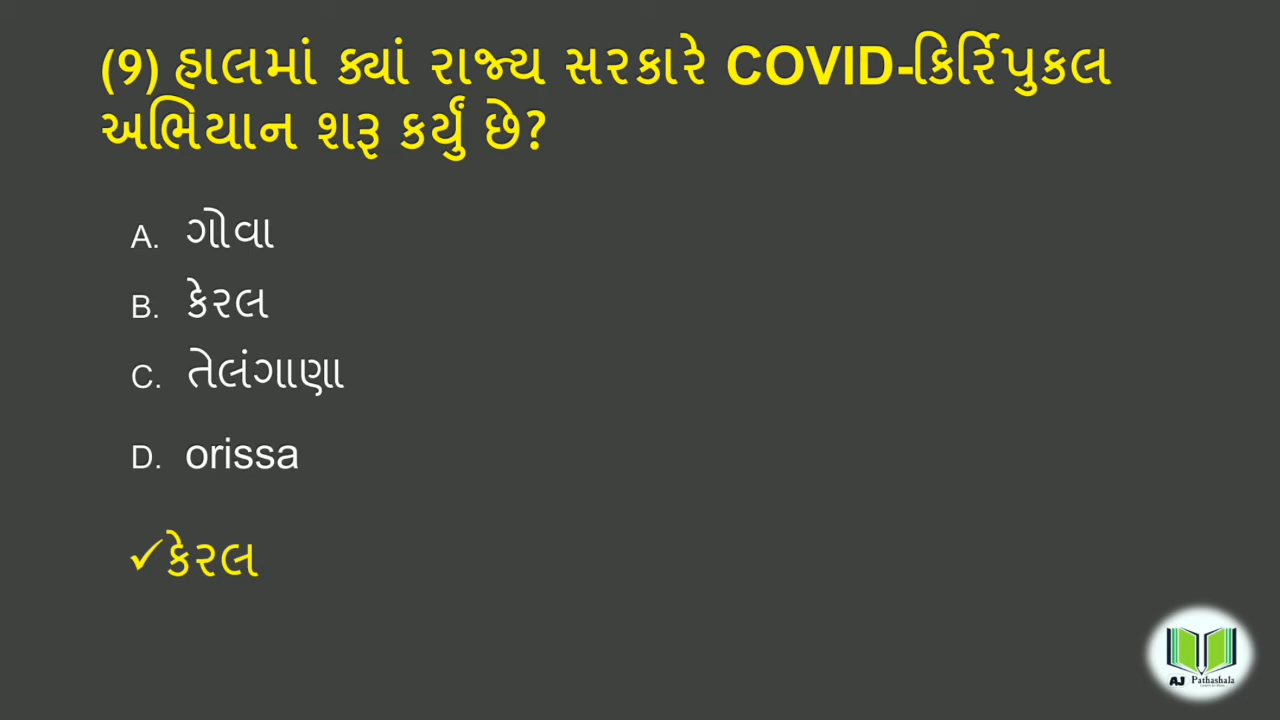 (9) હાલમાં ક્યાં રાજ્ય સરકારે COVID-કિર્રિપુકલ
અભિયાન શરૂ કર્યું છે?
A. ગોવા
B. કેરલ
C. તેલંગાણા
D. orissa
✓કેરલ
AJ Pathashala